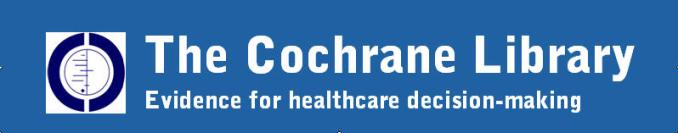 The Cochrane Library
Evidence for healthcare decision-making